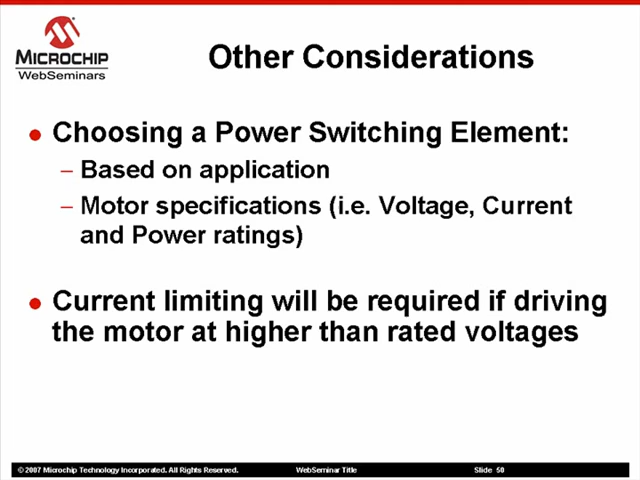 MICROCHIP
WebSeminars
Other Considerations
● Choosing a Power Switching Element:
– Based on application
– Motor specifications (i.e. Voltage, Current
and Power ratings)
● Current limiting will be required if driving
the motor at higher than rated voltages
© 2007 Microchip Technology Incorporated. All Rights Reserved. WebSeminar Title Slide 50